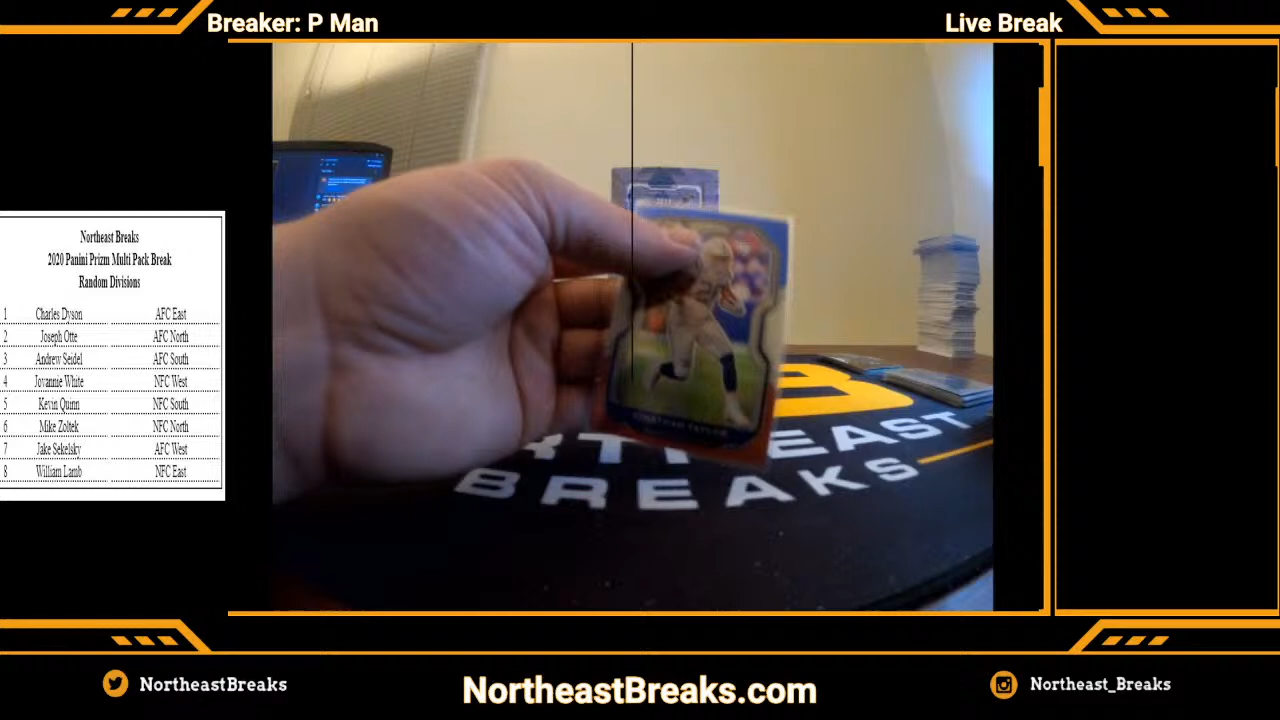 Breaker: P Man
Live Break
Northeast Breaks
2020 Panini Prizm Multi Pack Break
Random Divisions
1 Charles Dyson AFC East
2 Joseph Otte AFC North
3 Andrew Seidel AFC South
4 Jovannie White NFC West
5 Kevin Quinn NFC South
6 Mike Zoltek NFC North
7 Jake Sekelsky AFC West
8 William Lamb NFC East
JONATHAN TAYLOR
RTHEAST
BREAKS
NortheastBreaks
NortheastBreaks.com
Northeast_Breaks